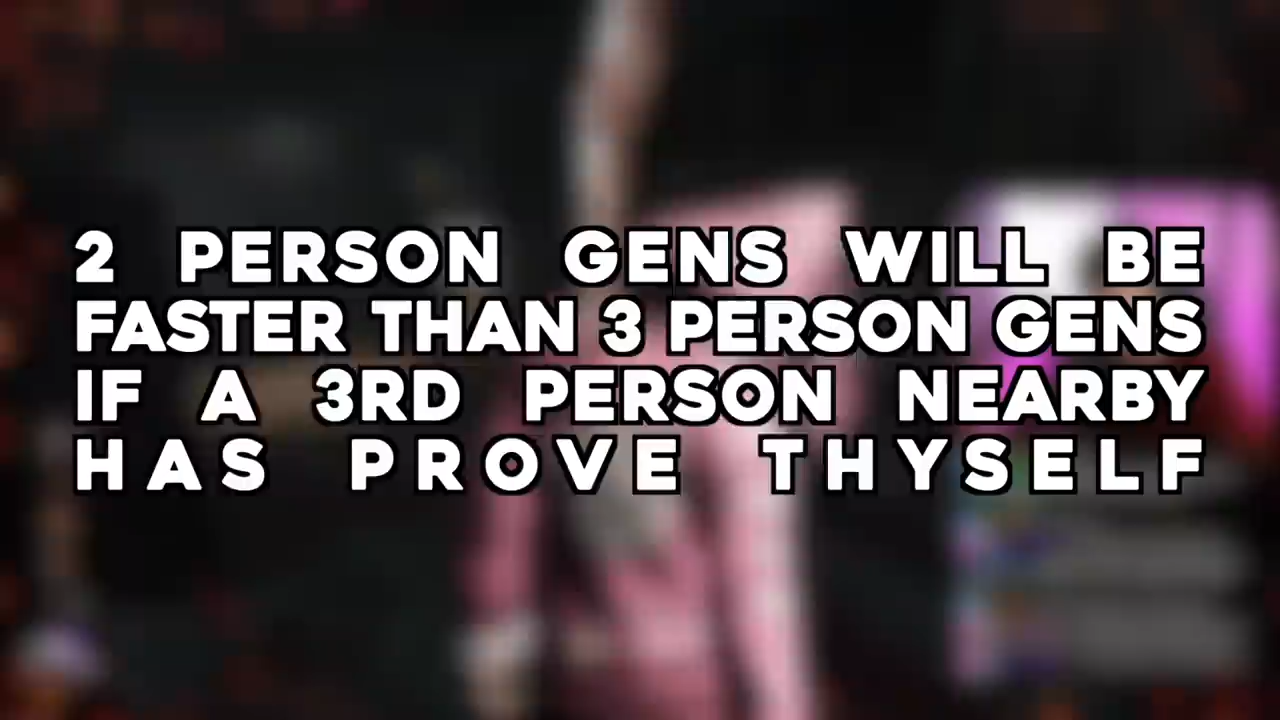 2 PERSON GENS WILL BE
FASTER THAN 3 PERSON GENS
IF A 3RD PERSON NEARBY
HAS PROVE THYSELF